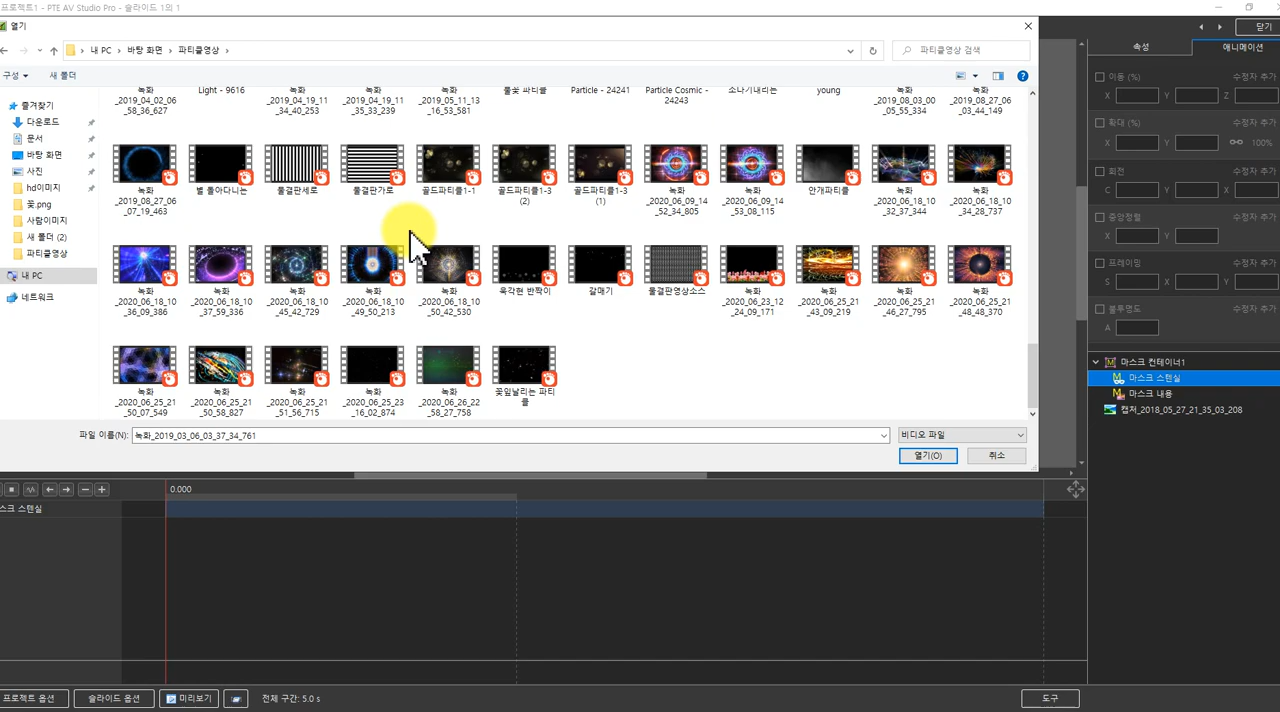 프로젝트1 - PTE AV Studio Pro - 슬라이드 1의 1
열기
닫기
내 PC › 바탕 화면 › 파티클영상 ›
파티클영상 검색
속성
애니메이션
구성
새 폴더
즐겨찾기
다운로드
문서
바탕 화면
사진
hd이미지
꽃,png
사람이미지
새 폴더 (2)
파티클영상
내 PC
네트워크
녹화_2019_04_02_06_58_36_627
Light - 9616
녹화_2019_04_19_11_34_40_253
녹화_2019_04_19_11_35_33_239
녹화_2019_05_11_13_16_53_581
불꽃 파티클
Particle - 24241
Particle Cosmic - 24243
소나기내리는
young
녹화_2019_08_03_00_05_55_334
녹화_2019_08_27_06_03_44_149
녹화_2019_08_27_06_07_19_463
별 돌아다니는
물결판세로
물결판가로
골드파티클1-1
골드파티클1-3 (2)
골드파티클1-3 (1)
녹화_2020_06_09_14_52_34_805
녹화_2020_06_09_14_53_08_115
안개파티클
녹화_2020_06_18_10_32_37_344
녹화_2020_06_18_10_34_28_737
녹화_2020_06_18_10_36_09_386
녹화_2020_06_18_10_37_59_336
녹화_2020_06_18_10_45_42_729
녹화_2020_06_18_10_49_50_213
녹화_2020_06_18_10_50_42_530
육각현 반짝이
갈매기
물결판영상소스
녹화_2020_06_23_12_24_09_171
녹화_2020_06_25_21_43_09_219
녹화_2020_06_25_21_46_27_795
녹화_2020_06_25_21_48_48_370
녹화_2020_06_25_21_50_07_549
녹화_2020_06_25_21_50_58_827
녹화_2020_06_25_21_51_56_715
녹화_2020_06_25_23_16_02_874
녹화_2020_06_26_22_58_27_758
꽃잎날리는 파티클
파일 이름(N):
녹화_2019_03_06_03_37_34_761
비디오 파일
열기(O)
취소
이동 (%)
수정자 추가
X
Y
Z
확대 (%)
수정자 추가
X
Y
100%
회전
수정자 추가
C
Y
X
중앙정렬
수정자 추가
X
Y
프레이밍
수정자 추가
S
X
Y
불투명도
수정자 추가
A
마스크 컨테이너1
마스크 스텐실
마스크 내용
캡처_2018_05_27_21_35_03_208
0.000
스크 스텐실
프로젝트 옵션
슬라이드 옵션
미리보기
전체 구간: 5.0 s
도구